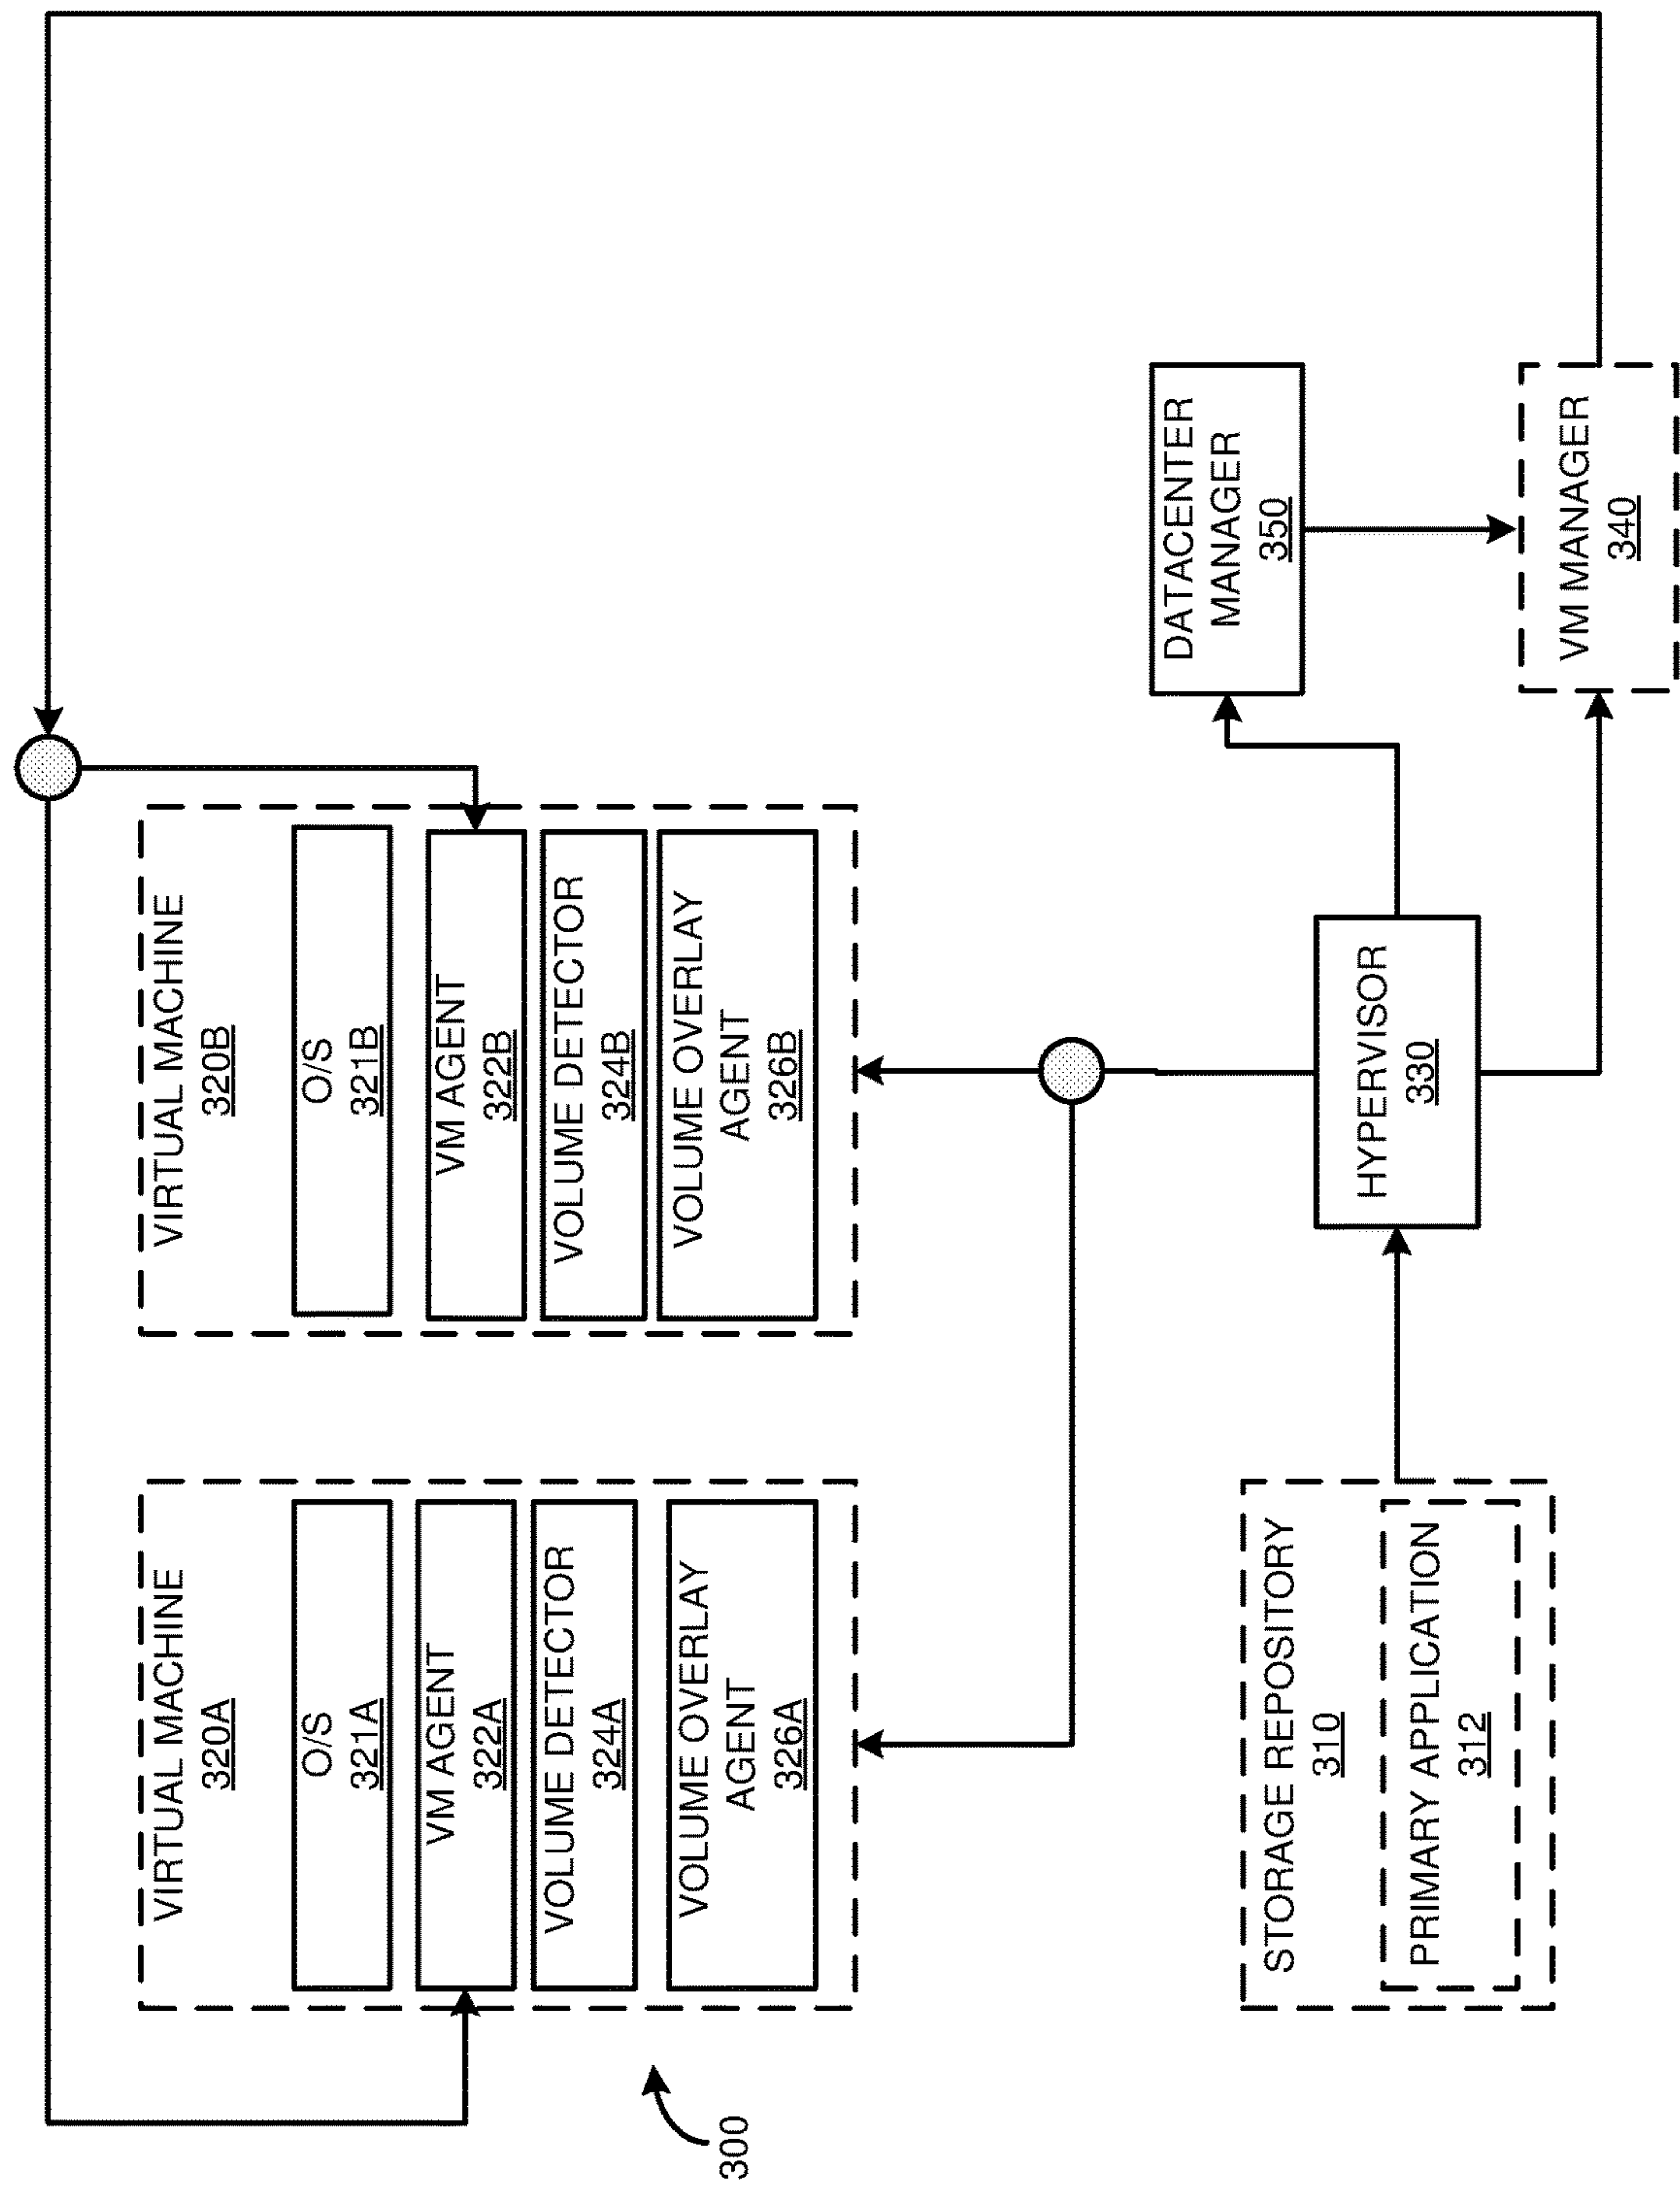 300
VIRTUAL MACHINE
320A
O/S
321A
VM AGENT
322A
VOLUME DETECTOR
324A
VOLUME OVERLAY
AGENT
326A
VIRTUAL MACHINE
320B
O/S
321B
VM AGENT
322B
VOLUME DETECTOR
324B
VOLUME OVERLAY
AGENT
326B
STORAGE REPOSITORY
310
PRIMARY APPLICATION
312
HYPERVISOR
330
DATACENTER
MANAGER
350
VM MANAGER
340